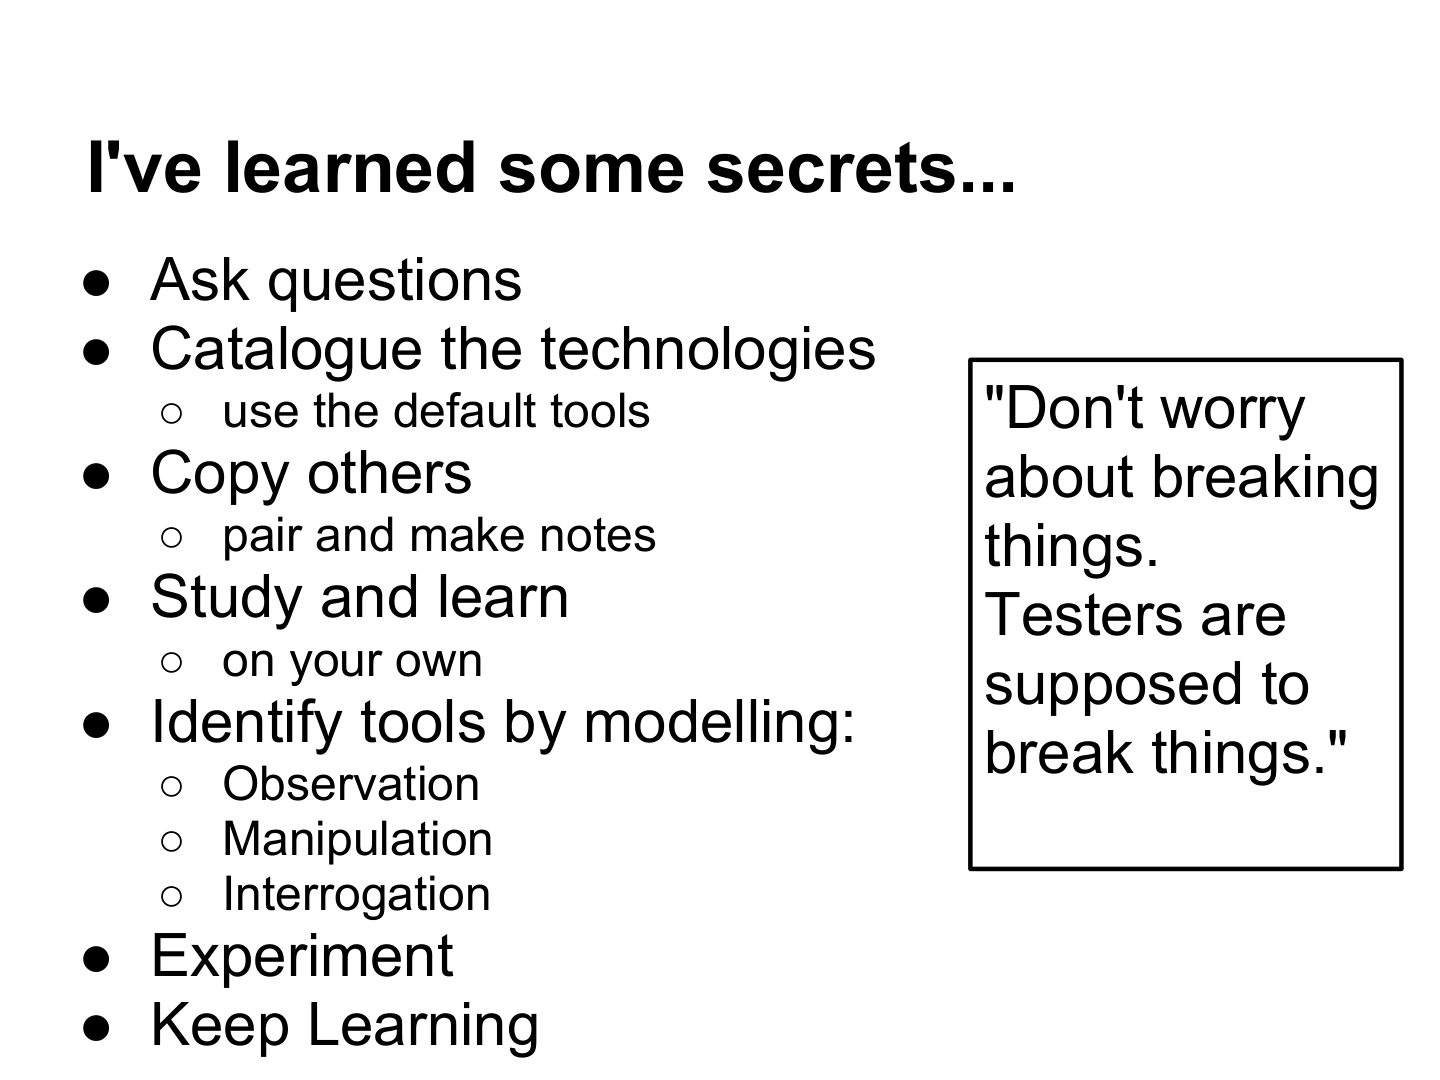 I've learned some secrets...
● Ask questions
● Catalogue the technologies
○ use the default tools
● Copy others
○ pair and make notes
● Study and learn
○ on your own
● Identify tools by modelling:
○ Observation
○ Manipulation
○ Interrogation
● Experiment
● Keep Learning
"Don't worry
about breaking
things.
Testers are
supposed to
break things."